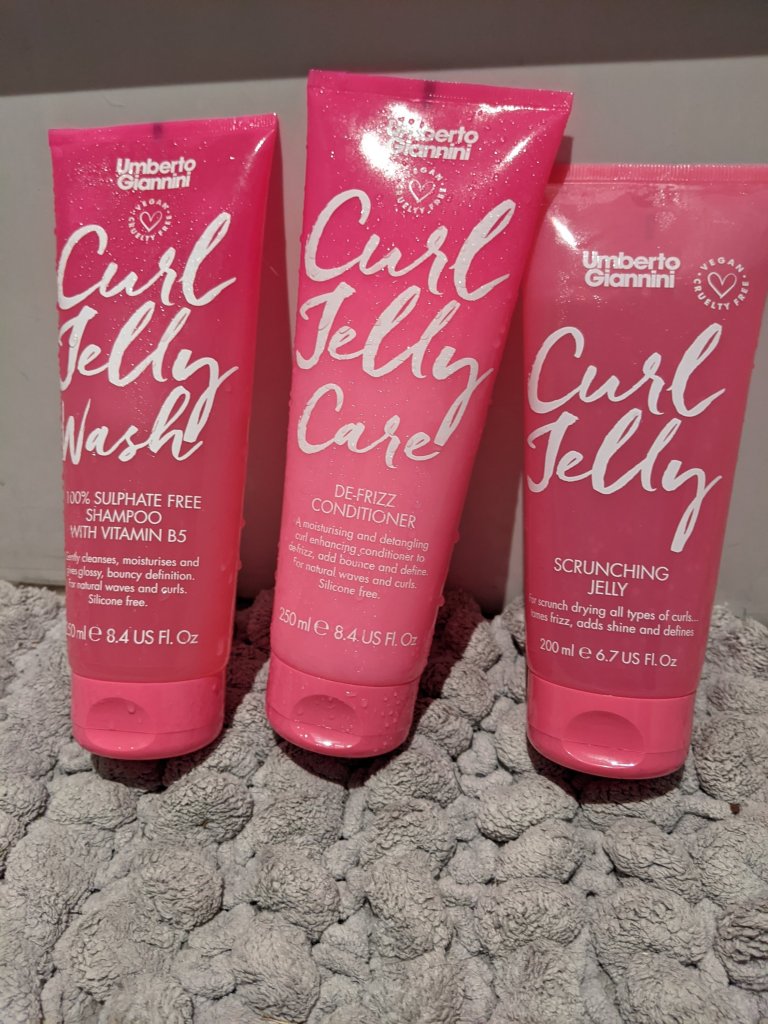 Umberto
Giannini
VEGAN
CRUELTY FREE
Curl
Jelly
Wash
100% SULPHATE FREE
SHAMPOO
WITH VITAMIN B5
Gently cleanses, moisturises and
gives glossy, bouncy definition.
For natural waves and curls.
Silicone free.
250 ml e 8.4 US Fl. Oz
Umberto
Giannini
VEGAN
CRUELTY FREE
Curl
Jelly
Care
DE-FRIZZ
CONDITIONER
A moisturising and detangling
curl enhancing conditioner to
de-frizz, add bounce and define.
For natural waves and curls.
Silicone free.
250 ml e 8.4 US Fl. Oz
Umberto
Giannini
VEGAN
CRUELTY FREE
Curl
Jelly
SCRUNCHING
JELLY
For scrunch drying all types of curls...
tames frizz, adds shine and defines
200 ml e 6.7 US Fl. Oz